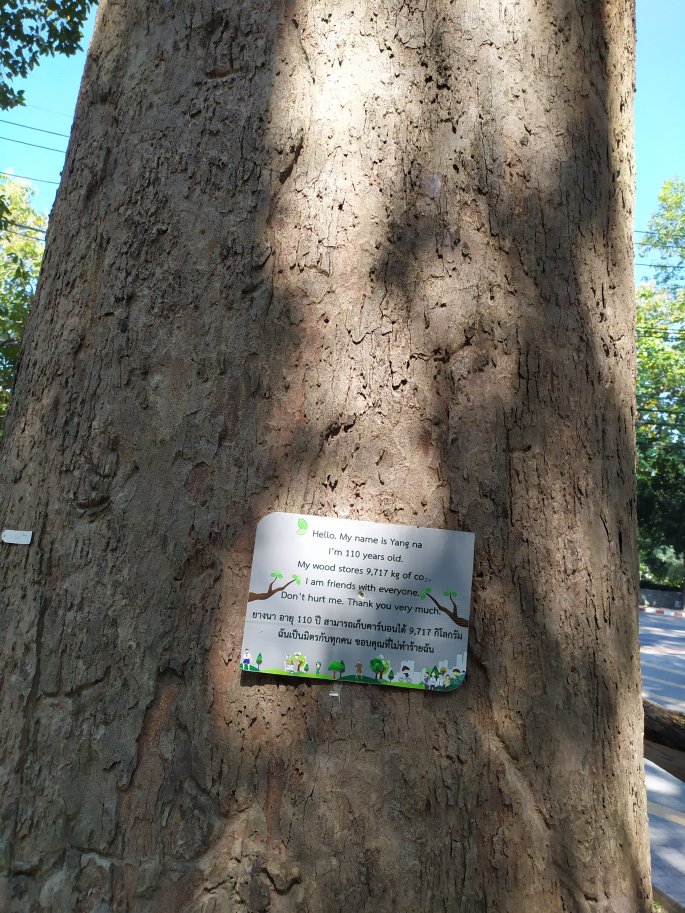 Hello. My name is Yang na
I'm 110 years old.
My wood stores 9,717 kg of co₂.
I am friends with everyone.
Don't hurt me. Thank you very much.
ยางนา อายุ 110 ปี สามารถเก็บคาร์บอนได้ 9,717 กิโลกรัม
ฉันเป็นมิตรกับทุกคน ขอบคุณที่ไม่ทำร้ายฉัน